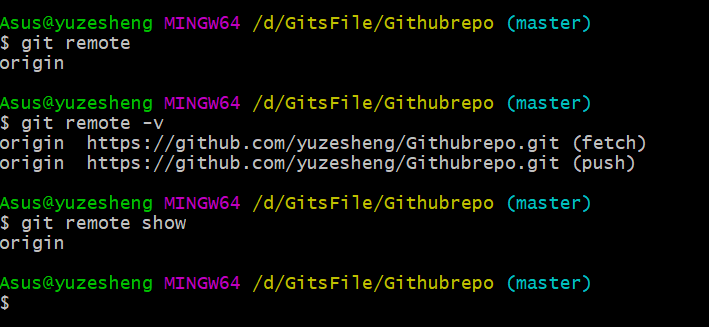 Asus@yuzesheng MINGW64 /d/GitsFile/Githubrepo (master)
$ git remote
origin
Asus@yuzesheng MINGW64 /d/GitsFile/Githubrepo (master)
$ git remote -v
origin  https://github.com/yuzesheng/Githubrepo.git (fetch)
origin  https://github.com/yuzesheng/Githubrepo.git (push)
Asus@yuzesheng MINGW64 /d/GitsFile/Githubrepo (master)
$ git remote show
origin
Asus@yuzesheng MINGW64 /d/GitsFile/Githubrepo (master)
$